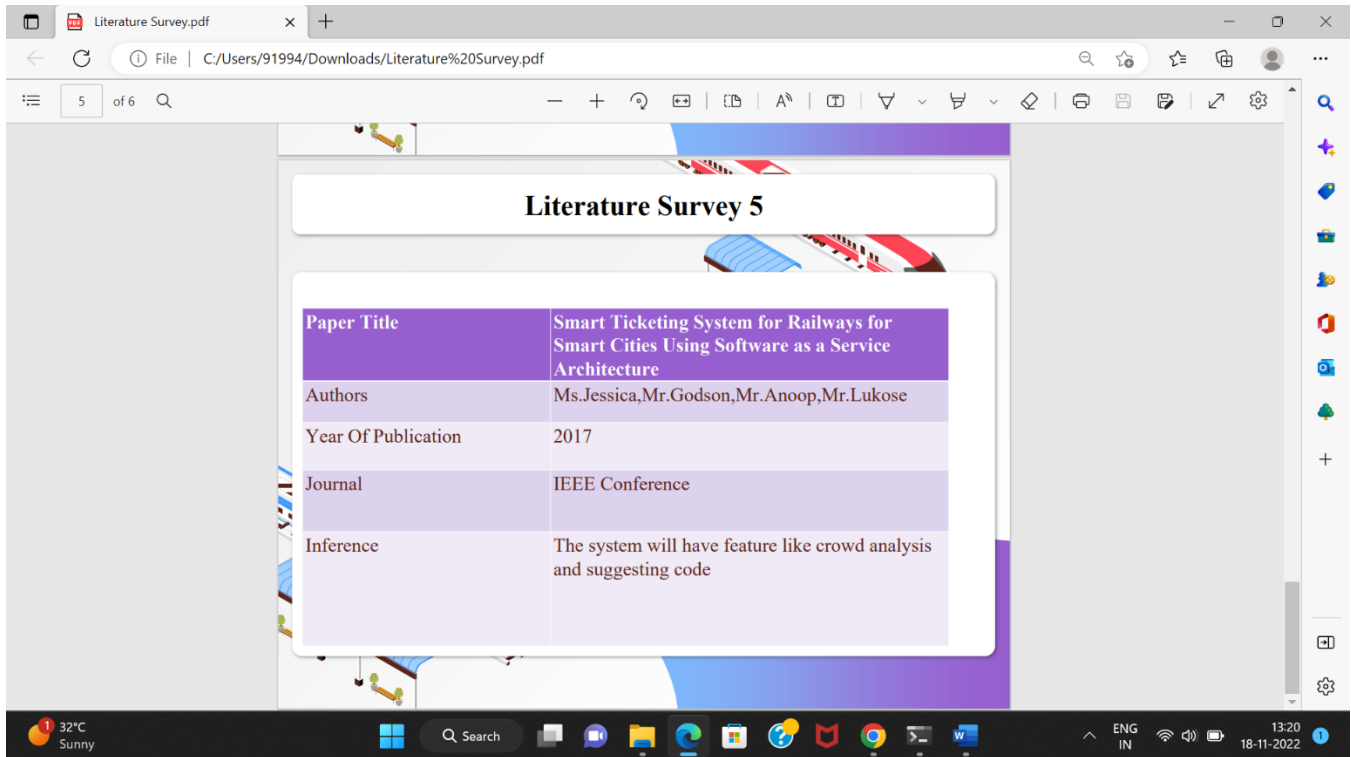 Literature Survey.pdf
File | C:/Users/91994/Downloads/Literature%20Survey.pdf
5 of 6
Literature Survey 5
Paper Title
Smart Ticketing System for Railways for
Smart Cities Using Software as a Service
Architecture
Authors
Ms.Jessica,Mr.Godson,Mr.Anoop,Mr.Lukose
Year Of Publication
2017
Journal
IEEE Conference
Inference
The system will have feature like crowd analysis
and suggesting code
1
32°C
Sunny
Search
ENG
IN
13:20
18-11-2022
1